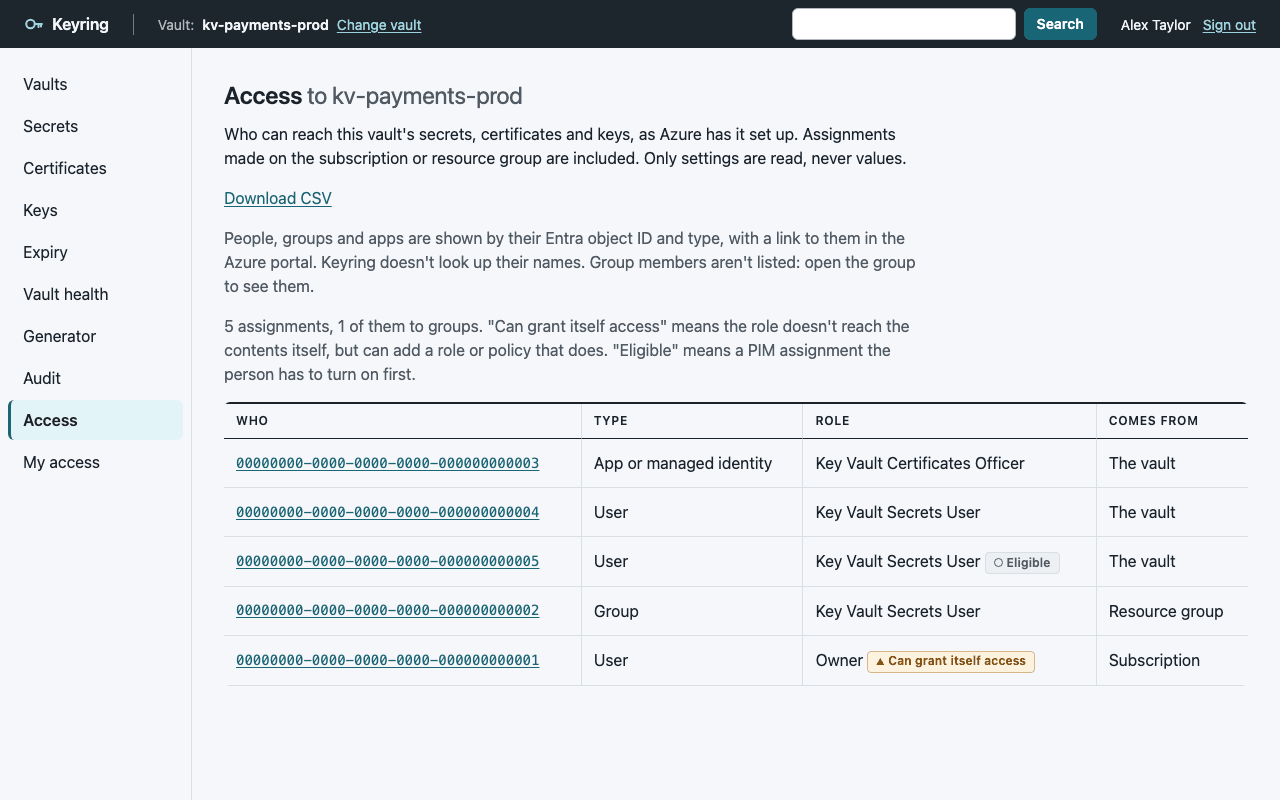 Keyring
Vault: kv-payments-prod Change vault
Search
Alex Taylor Sign out
Vaults
Secrets
Certificates
Keys
Expiry
Vault health
Generator
Audit
Access
My access
Access to kv-payments-prod
Who can reach this vault's secrets, certificates and keys, as Azure has it set up. Assignments
made on the subscription or resource group are included. Only settings are read, never values.
Download CSV
People, groups and apps are shown by their Entra object ID and type, with a link to them in the
Azure portal. Keyring doesn't look up their names. Group members aren't listed: open the group
to see them.
5 assignments, 1 of them to groups. "Can grant itself access" means the role doesn't reach the
contents itself, but can add a role or policy that does. "Eligible" means a PIM assignment the
person has to turn on first.
WHO TYPE ROLE COMES FROM
00000000-0000-0000-0000-000000000003 App or managed identity Key Vault Certificates Officer The vault
00000000-0000-0000-0000-000000000004 User Key Vault Secrets User The vault
00000000-0000-0000-0000-000000000005 User Key Vault Secrets User Eligible The vault
00000000-0000-0000-0000-000000000002 Group Key Vault Secrets User Resource group
00000000-0000-0000-0000-000000000001 User Owner Can grant itself access Subscription